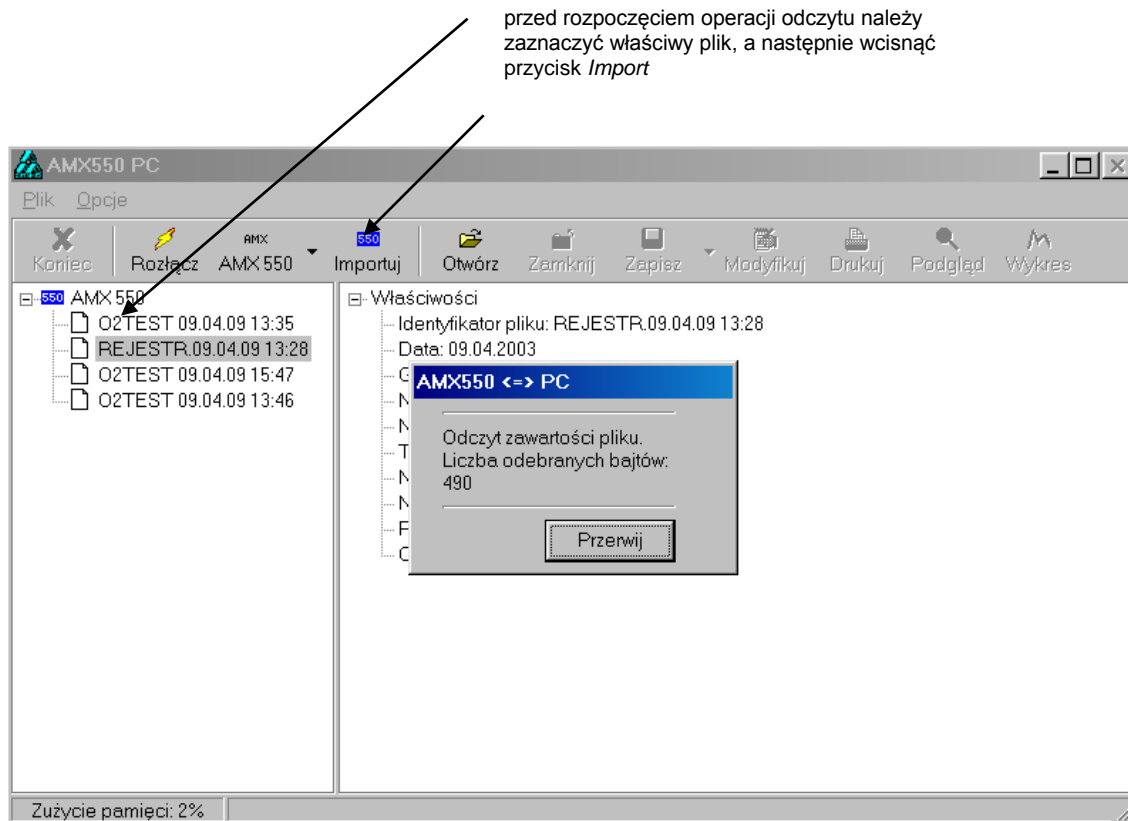 przed rozpoczęciem operacji odczytu należy
zaznaczyć właściwy plik, a następnie wcisnąć
przycisk Import
AMX550 PC
Plik Opcje
AMX 550
Koniec Rozłącz AMX 550 Importuj Otwórz Zamknij Zapisz Modyfikuj Drukuj Podgląd Wykres
550 AMX 550
O2TEST 09.04.09 13:35
REJESTR.09.04.09 13:28
O2TEST 09.04.09 15:47
O2TEST 09.04.09 13:46
Właściwości
Identyfikator pliku: REJESTR.09.04.09 13:28
Data: 09.04.2003
AMX550 <=> PC
Odczyt zawartości pliku.
Liczba odebranych bajtów:
490
Przerwij
Zużycie pamięci: 2%